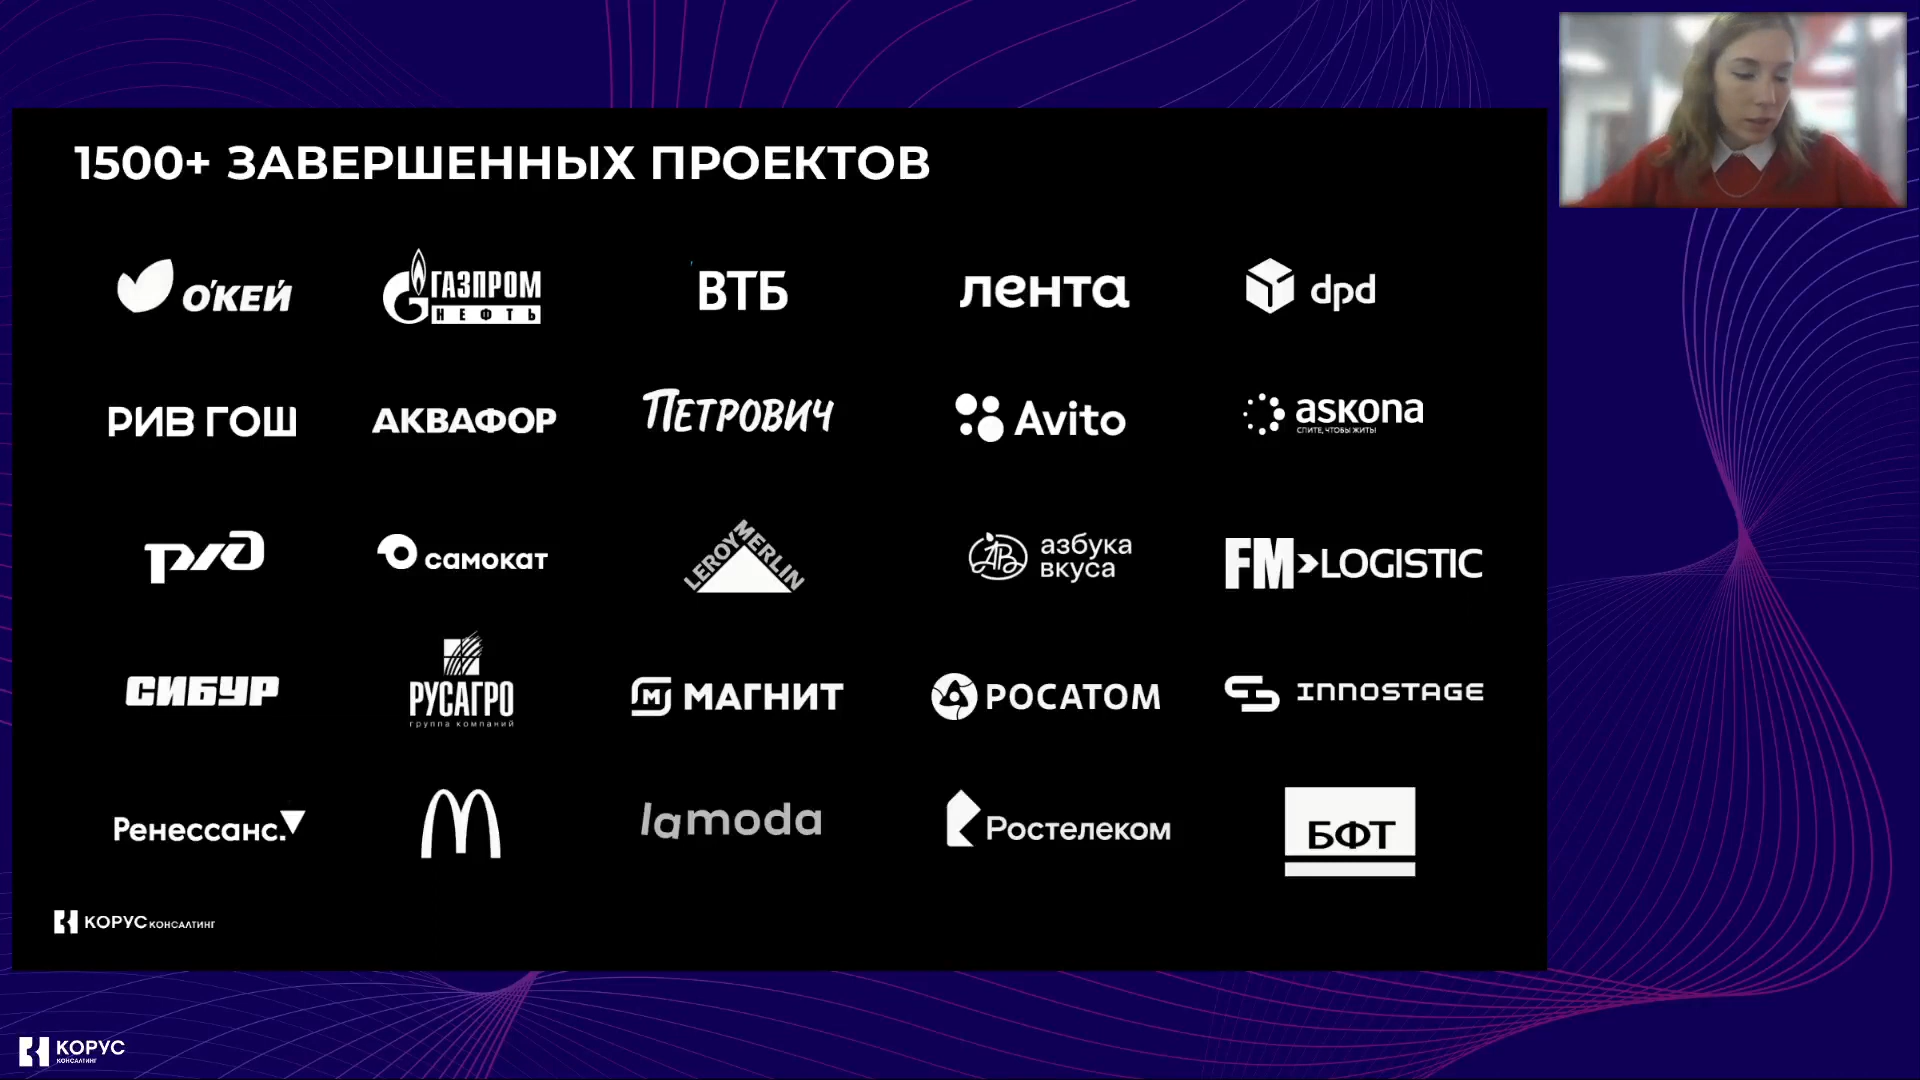 1500+ ЗАВЕРШЕННЫХ ПРОЕКТОВ
О'КЕЙ
ГАЗПРОМ
НЕФТЬ
ВТБ
лента
dpd
РИВ ГОШ
АКВАФОР
ПЕТРОВИЧ
Avito
askona
СПИТЕ, ЧТОБЫ ЖИТЬ!
ржд
самокат
LEROY MERLIN
АВ
азбука
вкуса
FM>LOGISTIC
СИБУР
РУСАГРО
группа компаний
М МАГНИТ
РОСАТОМ
INNOSTAGE
Ренессанс.
M
lamoda
Ростелеком
БФТ
КОРУС КОНСАЛТИНГ
КОРУС
КОНСАЛТИНГ